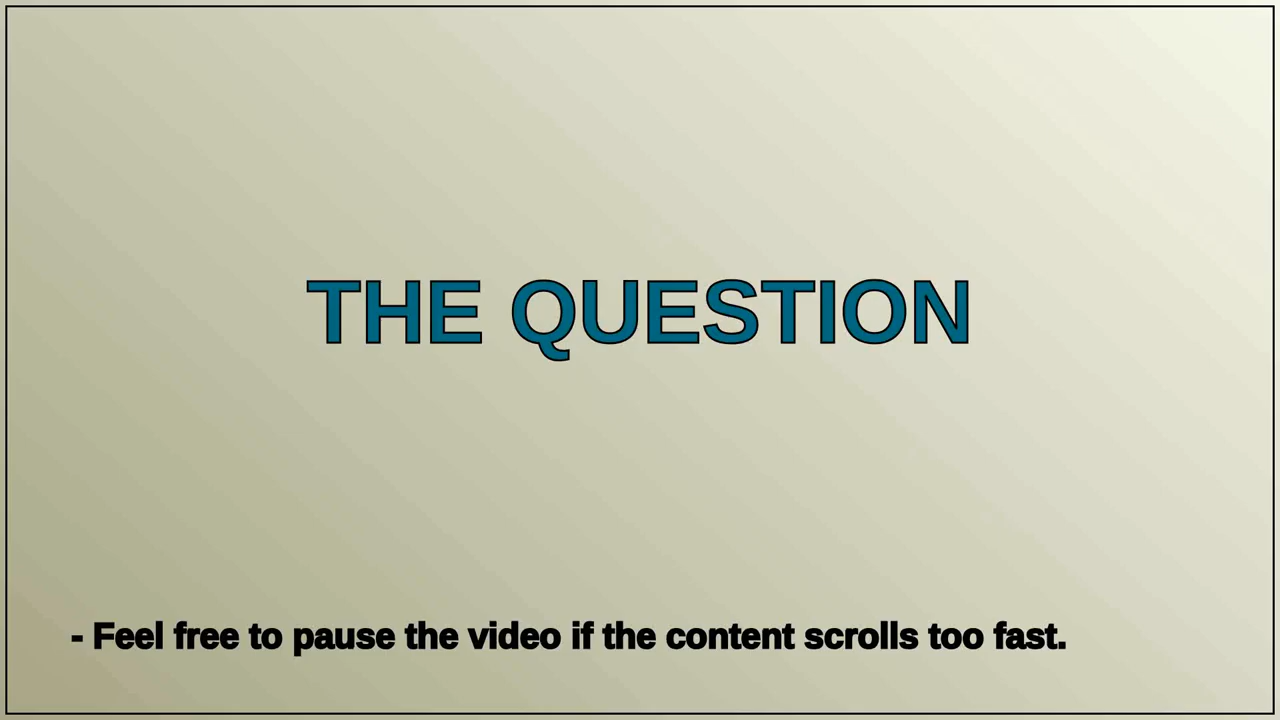 THE QUESTION
- Feel free to pause the video if the content scrolls too fast.